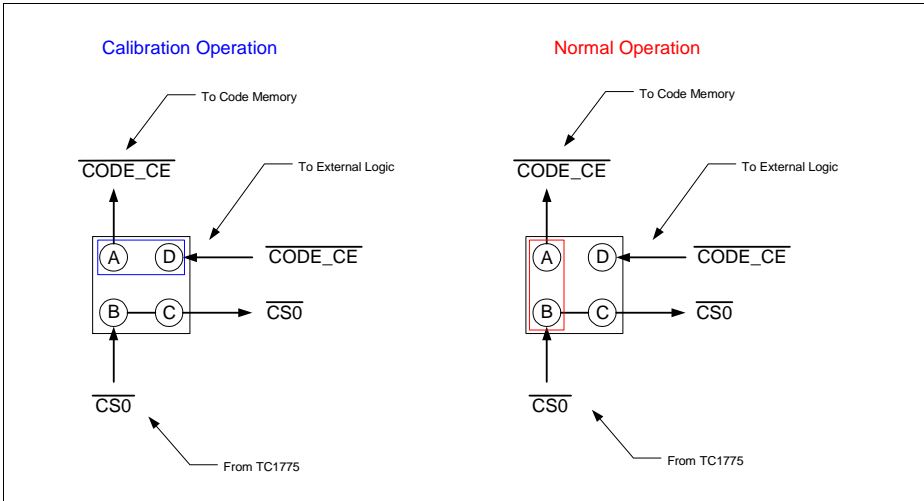 Calibration Operation
To Code Memory
CODE_CE
To External Logic
A
D
CODE_CE
B
C
CS0
CS0
From TC1775
Normal Operation
To Code Memory
CODE_CE
To External Logic
A
D
CODE_CE
B
C
CS0
CS0
From TC1775